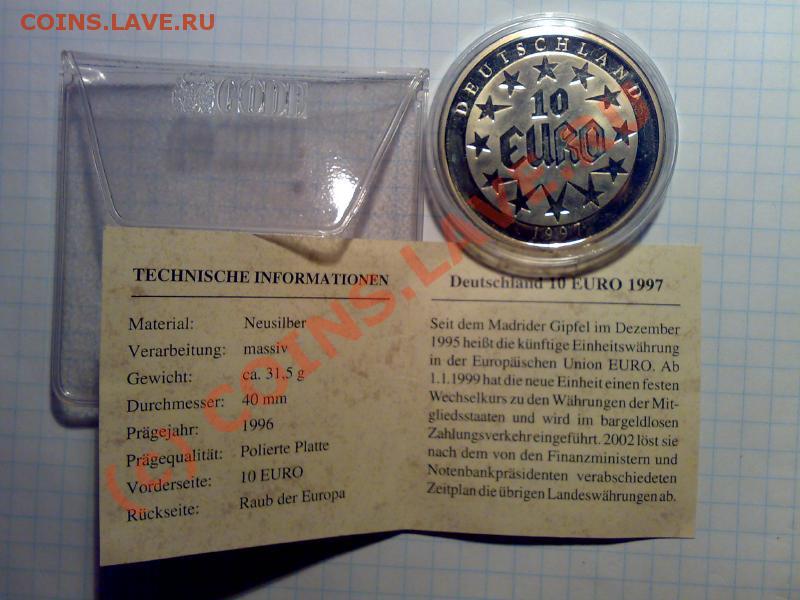 COINS.LAVE.RU
DEUTSCHLAND
10
EURO
1997
TECHNISCHE INFORMATIONEN
Material: Neusilber
Verarbeitung: massiv
Gewicht: ca. 31,5 g
Durchmesser: 40 mm
Prägejahr: 1996
Prägequalität: Polierte Platte
Vorderseite: 10 EURO
Rückseite: Raub der Europa
Deutschland 10 EURO 1997
Seit dem Madrider Gipfel im Dezember
1995 heißt die künftige Einheitswährung
in der Europäischen Union EURO. Ab
1.1.1999 hat die neue Einheit einen festen
Wechselkurs zu den Währungen der Mit-
gliedsstaaten und wird im bargeldlosen
Zahlungsverkehr eingeführt. 2002 löst sie
nach dem von den Finanzministern und
Notenbankpräsidenten verabschiedeten
Zeitplan die übrigen Landeswährungen ab.
(C) COINS.LAVE.RU